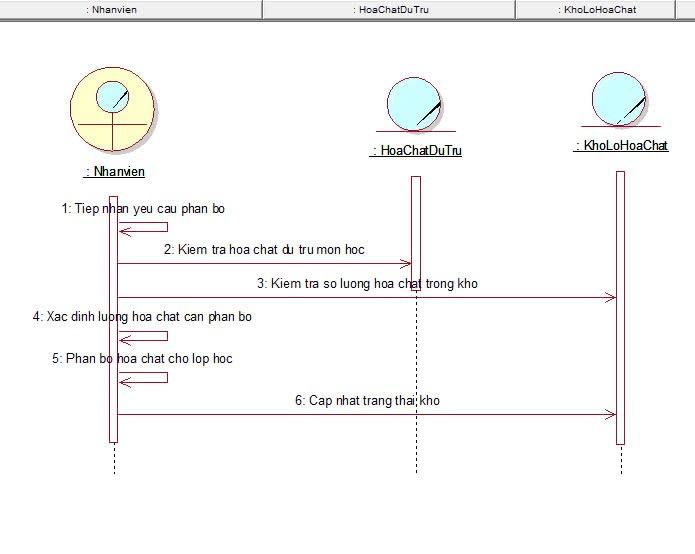 : Nhanvien
: HoaChatDuTru
: KhoLoHoaChat
: Nhanvien
: HoaChatDuTru
: KhoLoHoaChat
1: Tiep nhan yeu cau phan bo
2: Kiem tra hoa chat du tru mon hoc
3: Kiem tra so luong hoa chat trong kho
4: Xac dinh luong hoa chat can phan bo
5: Phan bo hoa chat cho lop hoc
6: Cap nhat trang thai kho